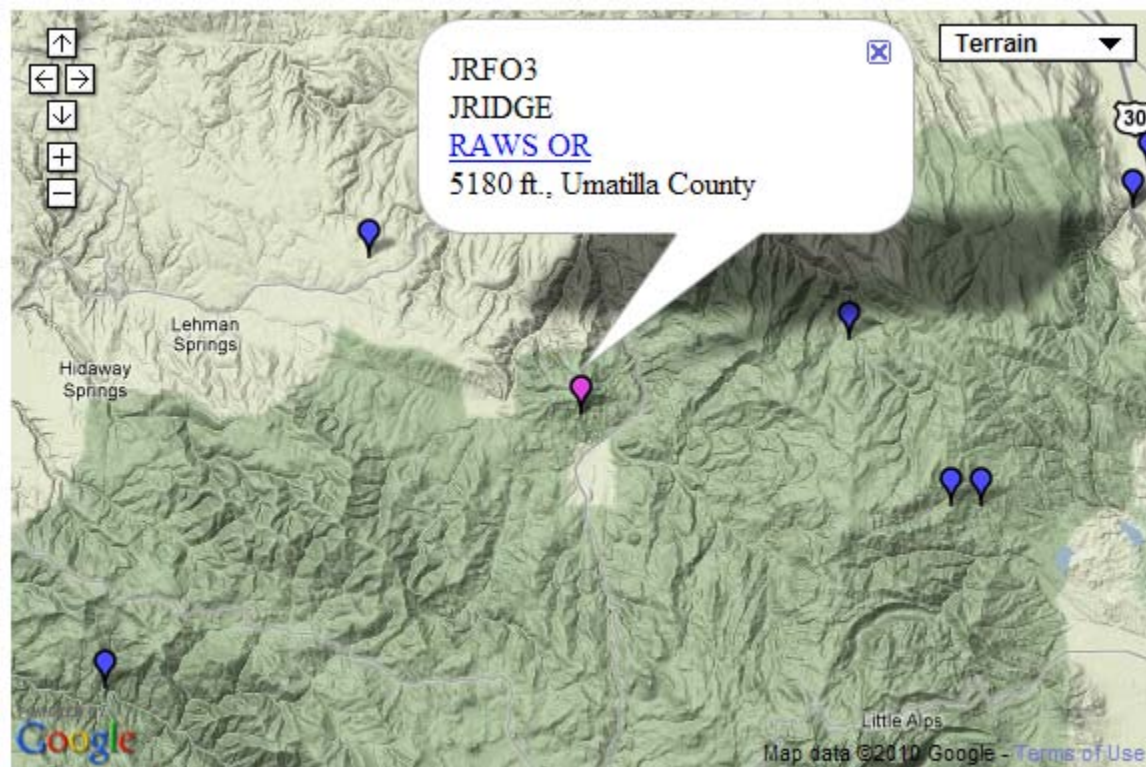 JRFO3
JRIDGE
RAWS OR
5180 ft., Umatilla County
Terrain
30
Lehman
Springs
Hidaway
Springs
Little Alps
Google
Map data ©2010 Google - Terms of Use